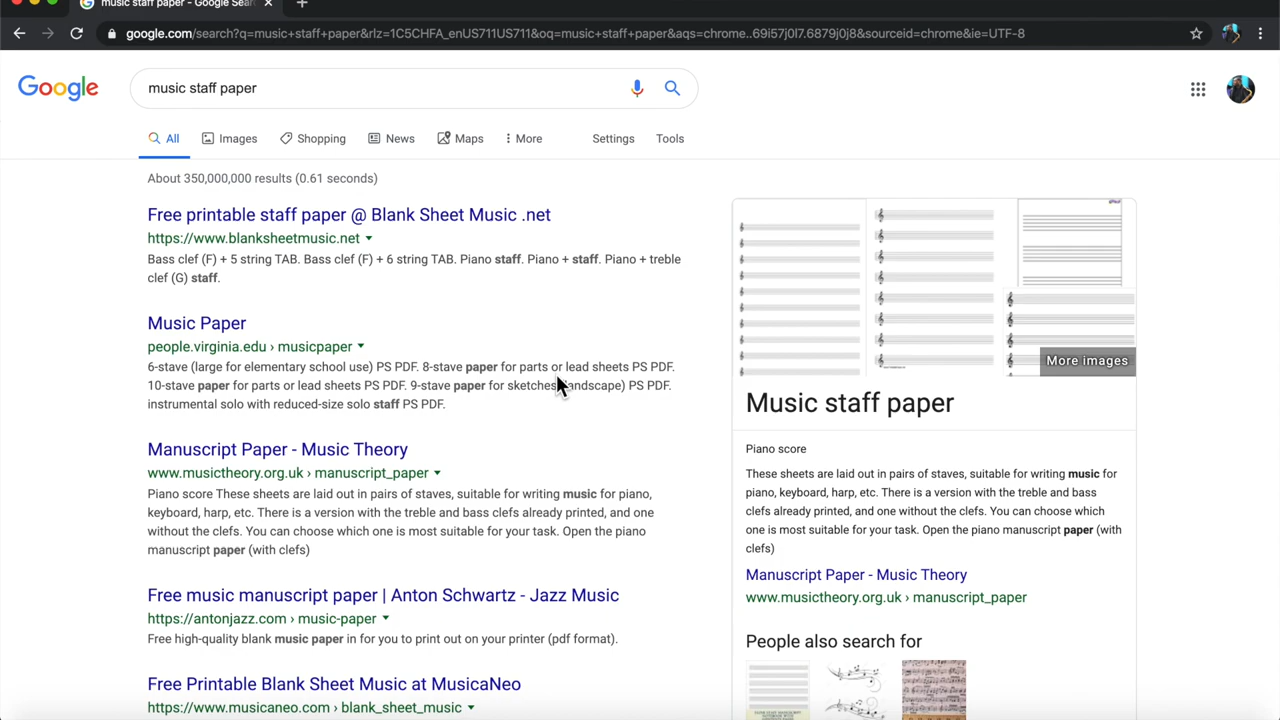 music staff paper - Google Sear
google.com/search?q=music+staff+paper&rlz=1C5CHFA_enUS711US711&oq=music+staff+paper&aqs=chrome..69i57j0l7.6879j0j8&sourceid=chrome&ie=UTF-8
Google
music staff paper
All Images Shopping News Maps More Settings Tools
About 350,000,000 results (0.61 seconds)
Free printable staff paper @ Blank Sheet Music .net
https://www.blanksheetmusic.net
Bass clef (F) + 5 string TAB. Bass clef (F) + 6 string TAB. Piano staff. Piano + staff. Piano + treble
clef (G) staff.
Music Paper
people.virginia.edu › musicpaper
6-stave (large for elementary school use) PS PDF. 8-stave paper for parts or lead sheets PS PDF.
10-stave paper for parts or lead sheets PS PDF. 9-stave paper for sketches landscape) PS PDF.
instrumental solo with reduced-size solo staff PS PDF.
Manuscript Paper - Music Theory
www.musictheory.org.uk › manuscript_paper
Piano score These sheets are laid out in pairs of staves, suitable for writing music for piano,
keyboard, harp, etc. There is a version with the treble and bass clefs already printed, and one
without the clefs. You can choose which one is most suitable for your task. Open the piano
manuscript paper (with clefs)
Free music manuscript paper | Anton Schwartz - Jazz Music
https://antonjazz.com › music-paper
Free high-quality blank music paper in for you to print out on your printer (pdf format).
Free Printable Blank Sheet Music at MusicaNeo
https://www.musicaneo.com › blank_sheet_music
More images
Music staff paper
Piano score
These sheets are laid out in pairs of staves, suitable for writing music for
piano, keyboard, harp, etc. There is a version with the treble and bass
clefs already printed, and one without the clefs. You can choose which
one is most suitable for your task. Open the piano manuscript paper (with
clefs)
Manuscript Paper - Music Theory
www.musictheory.org.uk › manuscript_paper
People also search for